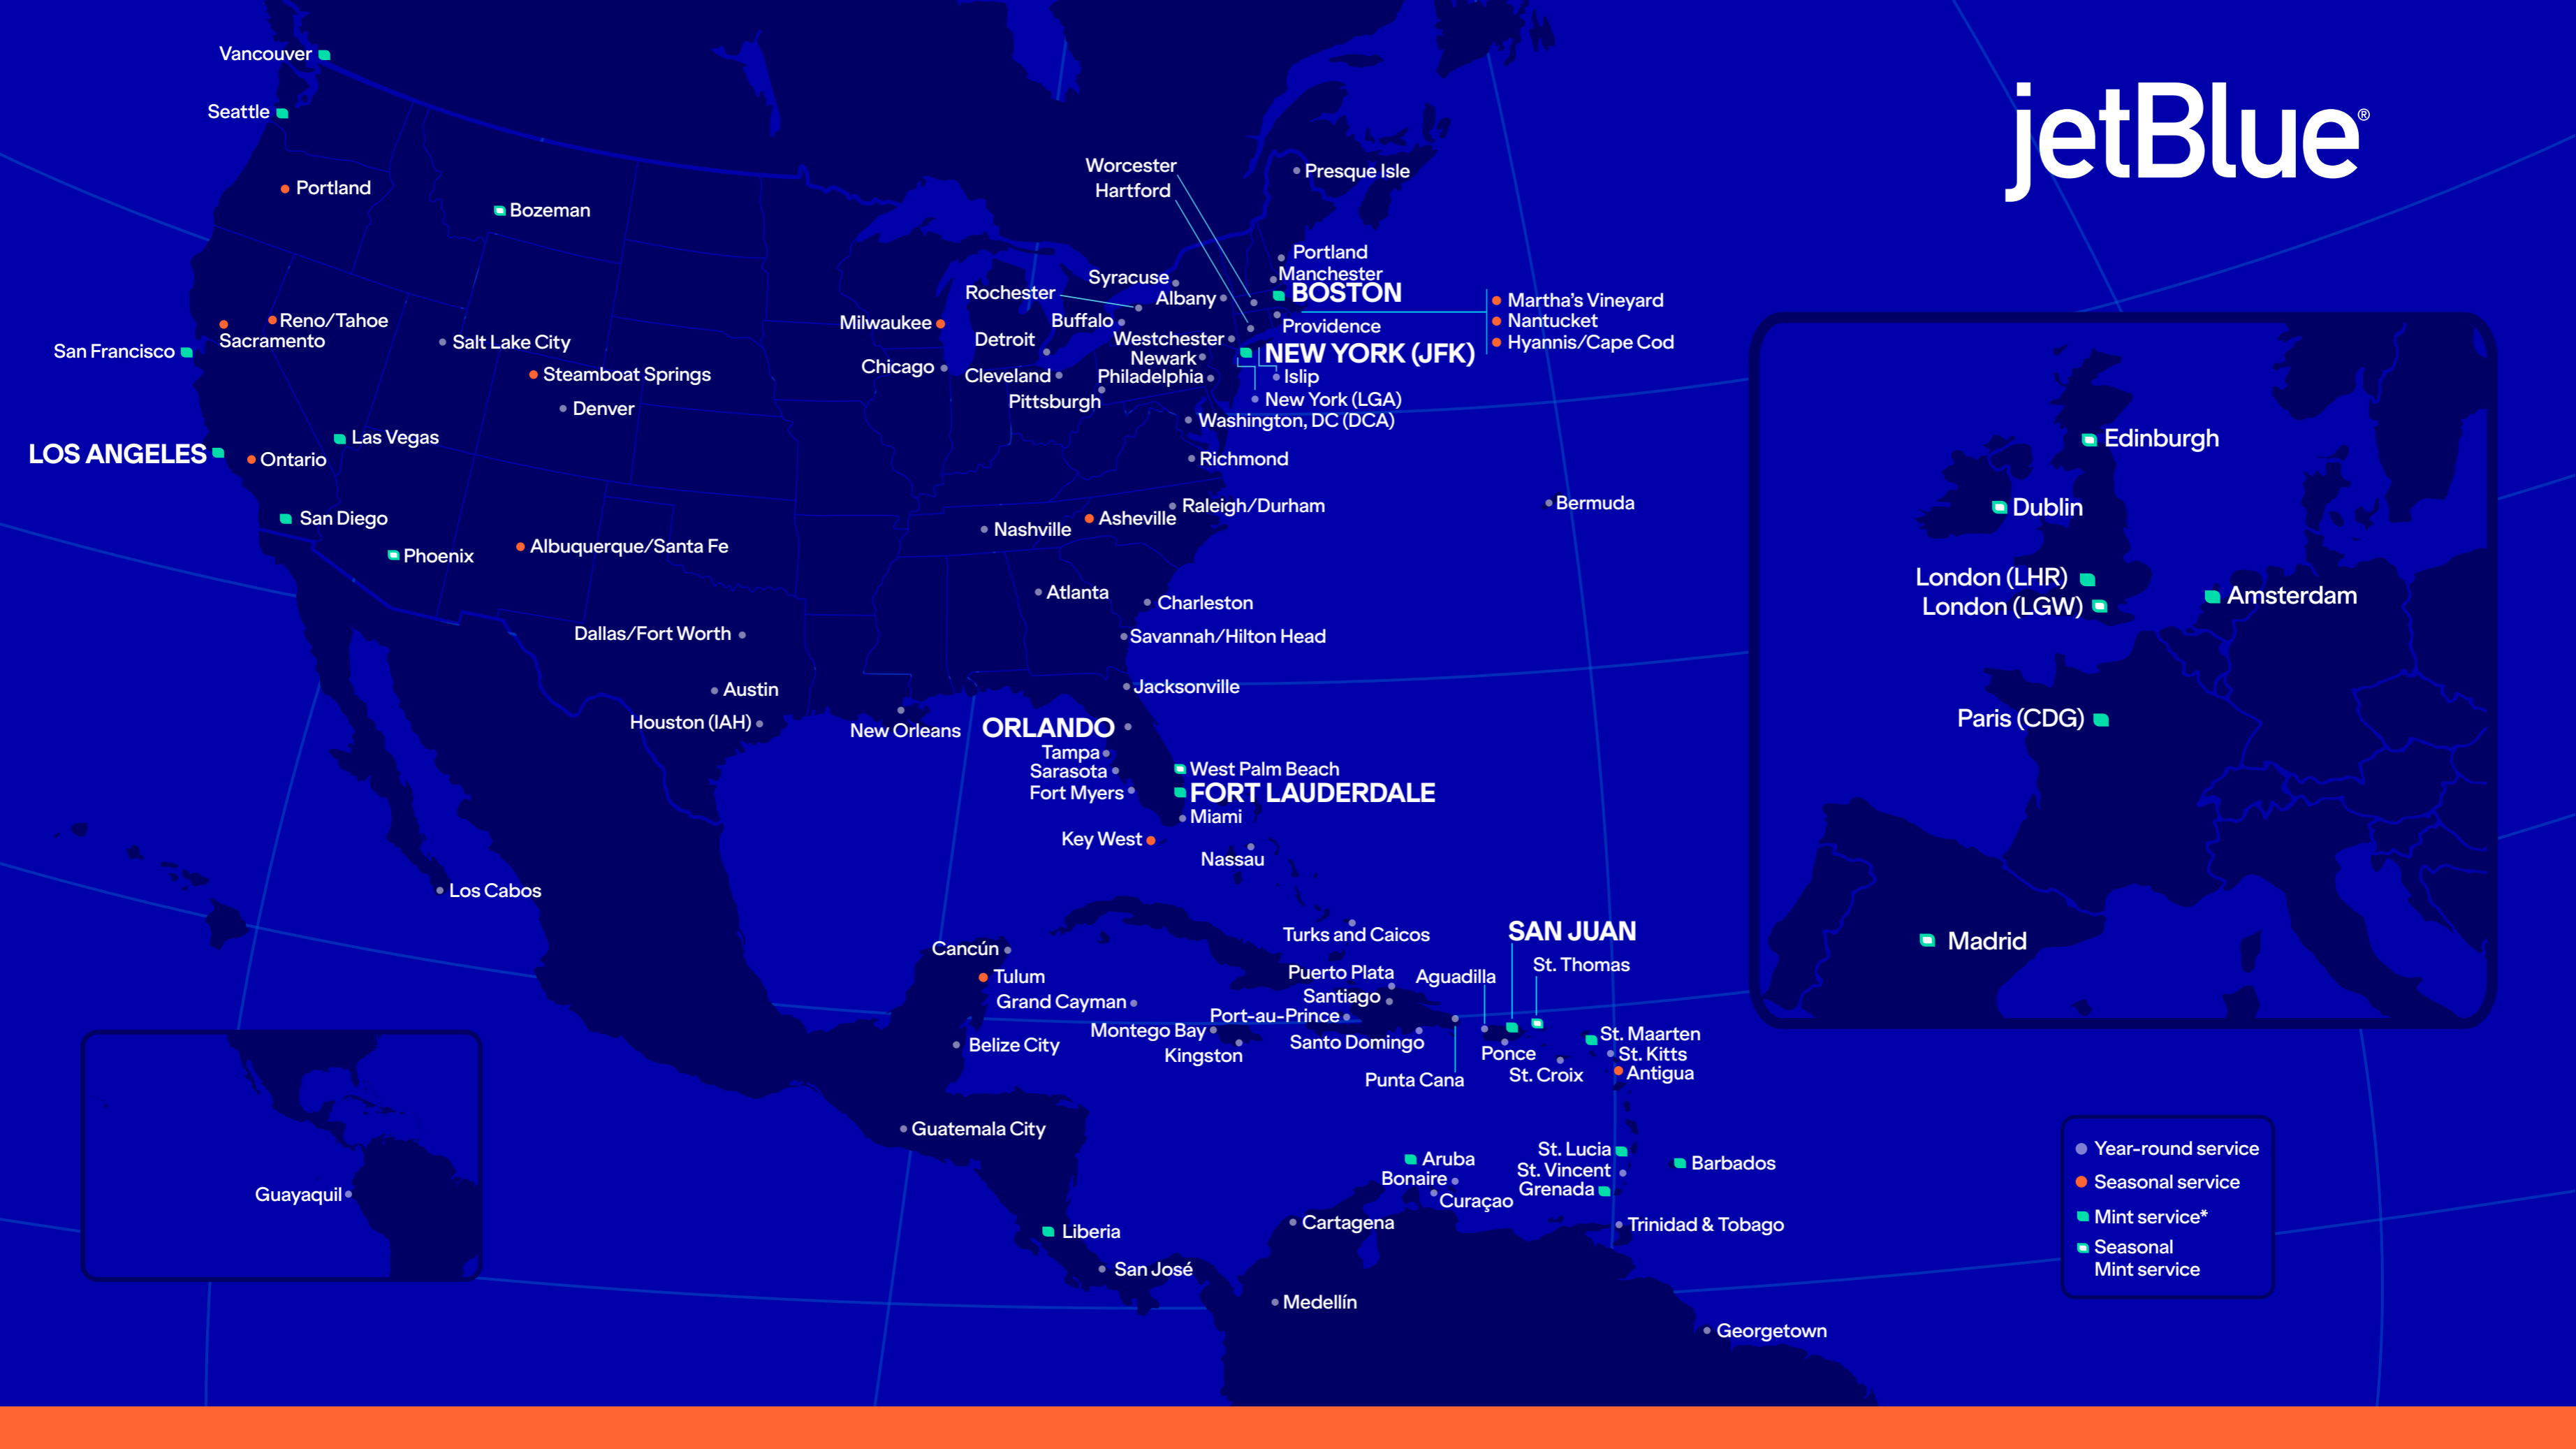 jetBlue®
Vancouver
Seattle
Portland
Bozeman
Worcester
Hartford
Presque Isle
Portland
Manchester
BOSTON
Syracuse
Albany
Rochester
Buffalo
Milwaukee
Detroit
Chicago
Cleveland
Pittsburgh
Westchester
Newark
Philadelphia
Providence
NEW YORK (JFK)
Islip
New York (LGA)
Washington, DC (DCA)
Martha's Vineyard
Nantucket
Hyannis/Cape Cod
Reno/Tahoe
Sacramento
San Francisco
Salt Lake City
Steamboat Springs
Denver
Las Vegas
LOS ANGELES
Ontario
San Diego
Phoenix
Albuquerque/Santa Fe
Richmond
Raleigh/Durham
Nashville
Asheville
Bermuda
Atlanta
Charleston
Savannah/Hilton Head
Dallas/Fort Worth
Austin
Houston (IAH)
New Orleans
Jacksonville
ORLANDO
Tampa
Sarasota
Fort Myers
West Palm Beach
FORT LAUDERDALE
Miami
Key West
Nassau
Los Cabos
Cancún
Tulum
Grand Cayman
Belize City
Montego Bay
Kingston
Turks and Caicos
Puerto Plata
Santiago
Port-au-Prince
Santo Domingo
Punta Cana
Aguadilla
SAN JUAN
St. Thomas
Ponce
St. Croix
St. Maarten
St. Kitts
Antigua
Guatemala City
Liberia
San José
Aruba
Bonaire
Curaçao
St. Lucia
St. Vincent
Grenada
Barbados
Trinidad & Tobago
Cartagena
Medellín
Georgetown
Guayaquil
Edinburgh
Dublin
London (LHR)
London (LGW)
Amsterdam
Paris (CDG)
Madrid
Year-round service
Seasonal service
Mint service*
Seasonal
Mint service